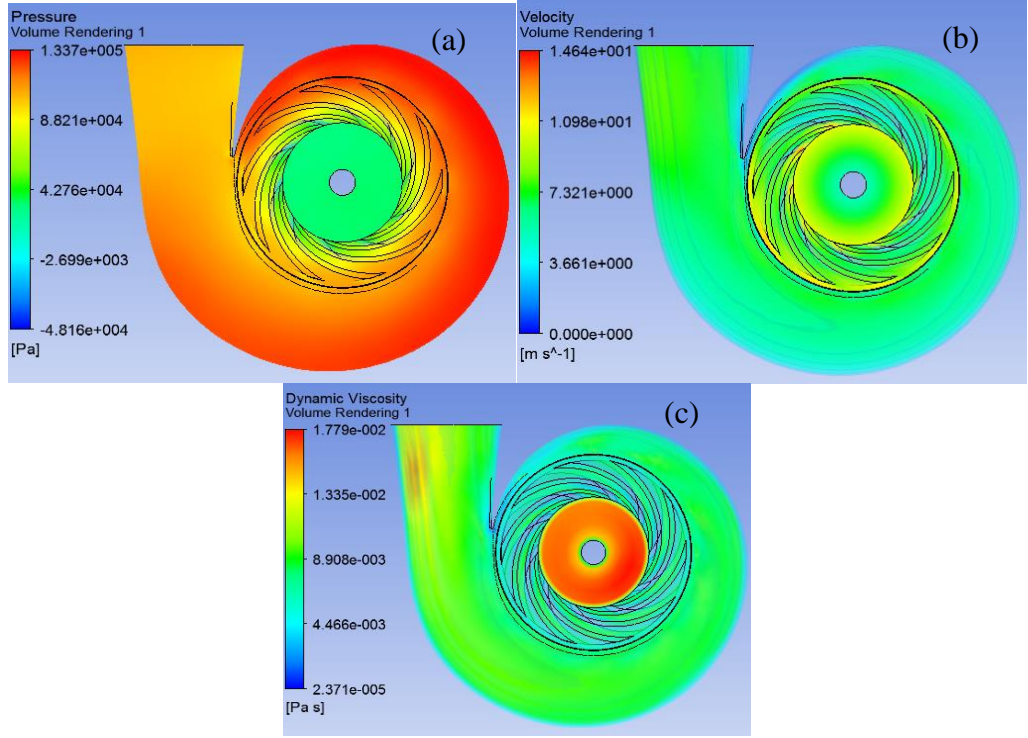 Pressure
Volume Rendering 1
(a)
1.337e+005
8.821e+004
4.276e+004
-2.699e+003
-4.816e+004
[Pa]
Velocity
Volume Rendering 1
(b)
1.464e+001
1.098e+001
7.321e+000
3.661e+000
0.000e+000
[m s^-1]
Dynamic Viscosity
Volume Rendering 1
(c)
1.779e-002
1.335e-002
8.908e-003
4.466e-003
2.371e-005
[Pa s]